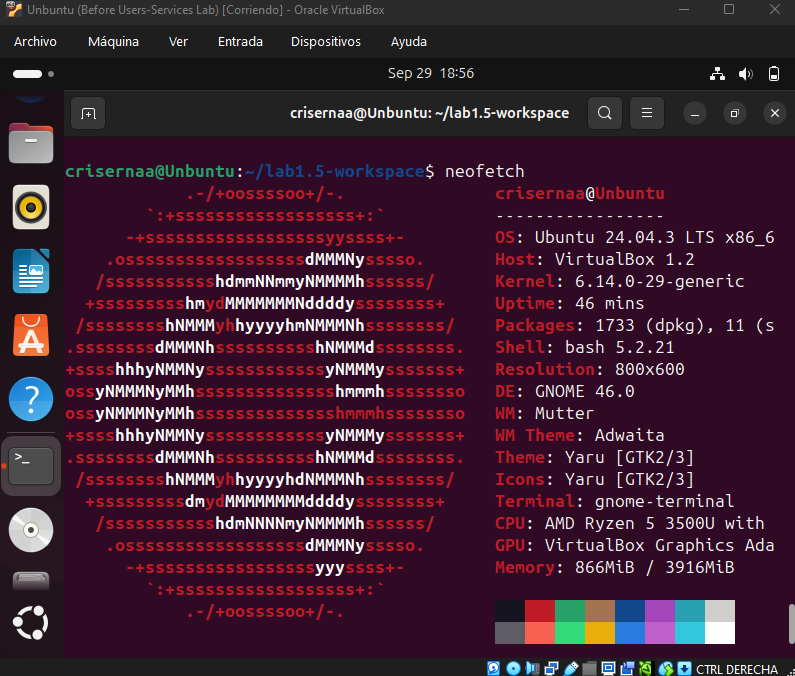 Unbuntu (Before Users-Services Lab) [Corriendo] - Oracle VirtualBox
Archivo Máquina Ver Entrada Dispositivos Ayuda
Sep 29 18:56
crisernaa@Unbuntu: ~/lab1.5-workspace
crisernaa@Unbuntu:~/lab1.5-workspace$ neofetch
.-/+oossssoo+/-. crisernaa@Unbuntu
`:+ssssssssssssssssss+:` -----------------
-+ssssssssssssssssssyyssss+- OS: Ubuntu 24.04.3 LTS x86_6
.ossssssssssssssssssdMMMNysssso. Host: VirtualBox 1.2
/ssssssssssshdmmNNmmyNMMMMhssssss/ Kernel: 6.14.0-29-generic
+ssssssssshmydMMMMMMMNddddyssssssss+ Uptime: 46 mins
/sssssssshNMMMyhhyyyyhmNMMMNhssssssss/ Packages: 1733 (dpkg), 11 (s
.ssssssssdMMMNhsssssssssshNMMMdssssssss. Shell: bash 5.2.21
+sssshhhyNMMNyssssssssssssyNMMMysssssss+ Resolution: 800x600
ossyNMMMNyMMhsssssssssssssshmmmhssssssso DE: GNOME 46.0
ossyNMMMNyMMhsssssssssssssshmmmhssssssso WM: Mutter
+sssshhhyNMMNyssssssssssssyNMMMysssssss+ WM Theme: Adwaita
.ssssssssdMMMNhsssssssssshNMMMdssssssss. Theme: Yaru [GTK2/3]
/sssssssshNMMMyhhyyyyhdNMMMNhssssssss/ Icons: Yaru [GTK2/3]
+sssssssssdmydMMMMMMMMddddyssssssss+ Terminal: gnome-terminal
/ssssssssssshdmNNNNmyNMMMMhssssss/ CPU: AMD Ryzen 5 3500U with
.ossssssssssssssssssdMMMNysssso. GPU: VirtualBox Graphics Ada
-+sssssssssssssssssyyyssss+- Memory: 866MiB / 3916MiB
`:+ssssssssssssssssss+:`
.-/+oossssoo+/-.
CTRL DERECHA